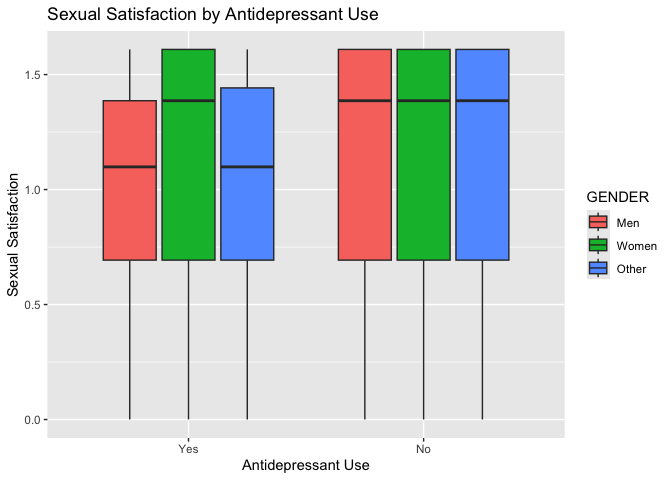 Sexual Satisfaction by Antidepressant Use
Sexual Satisfaction
1.5
1.0
0.5
0.0
Yes
No
Antidepressant Use
GENDER
Men
Women
Other